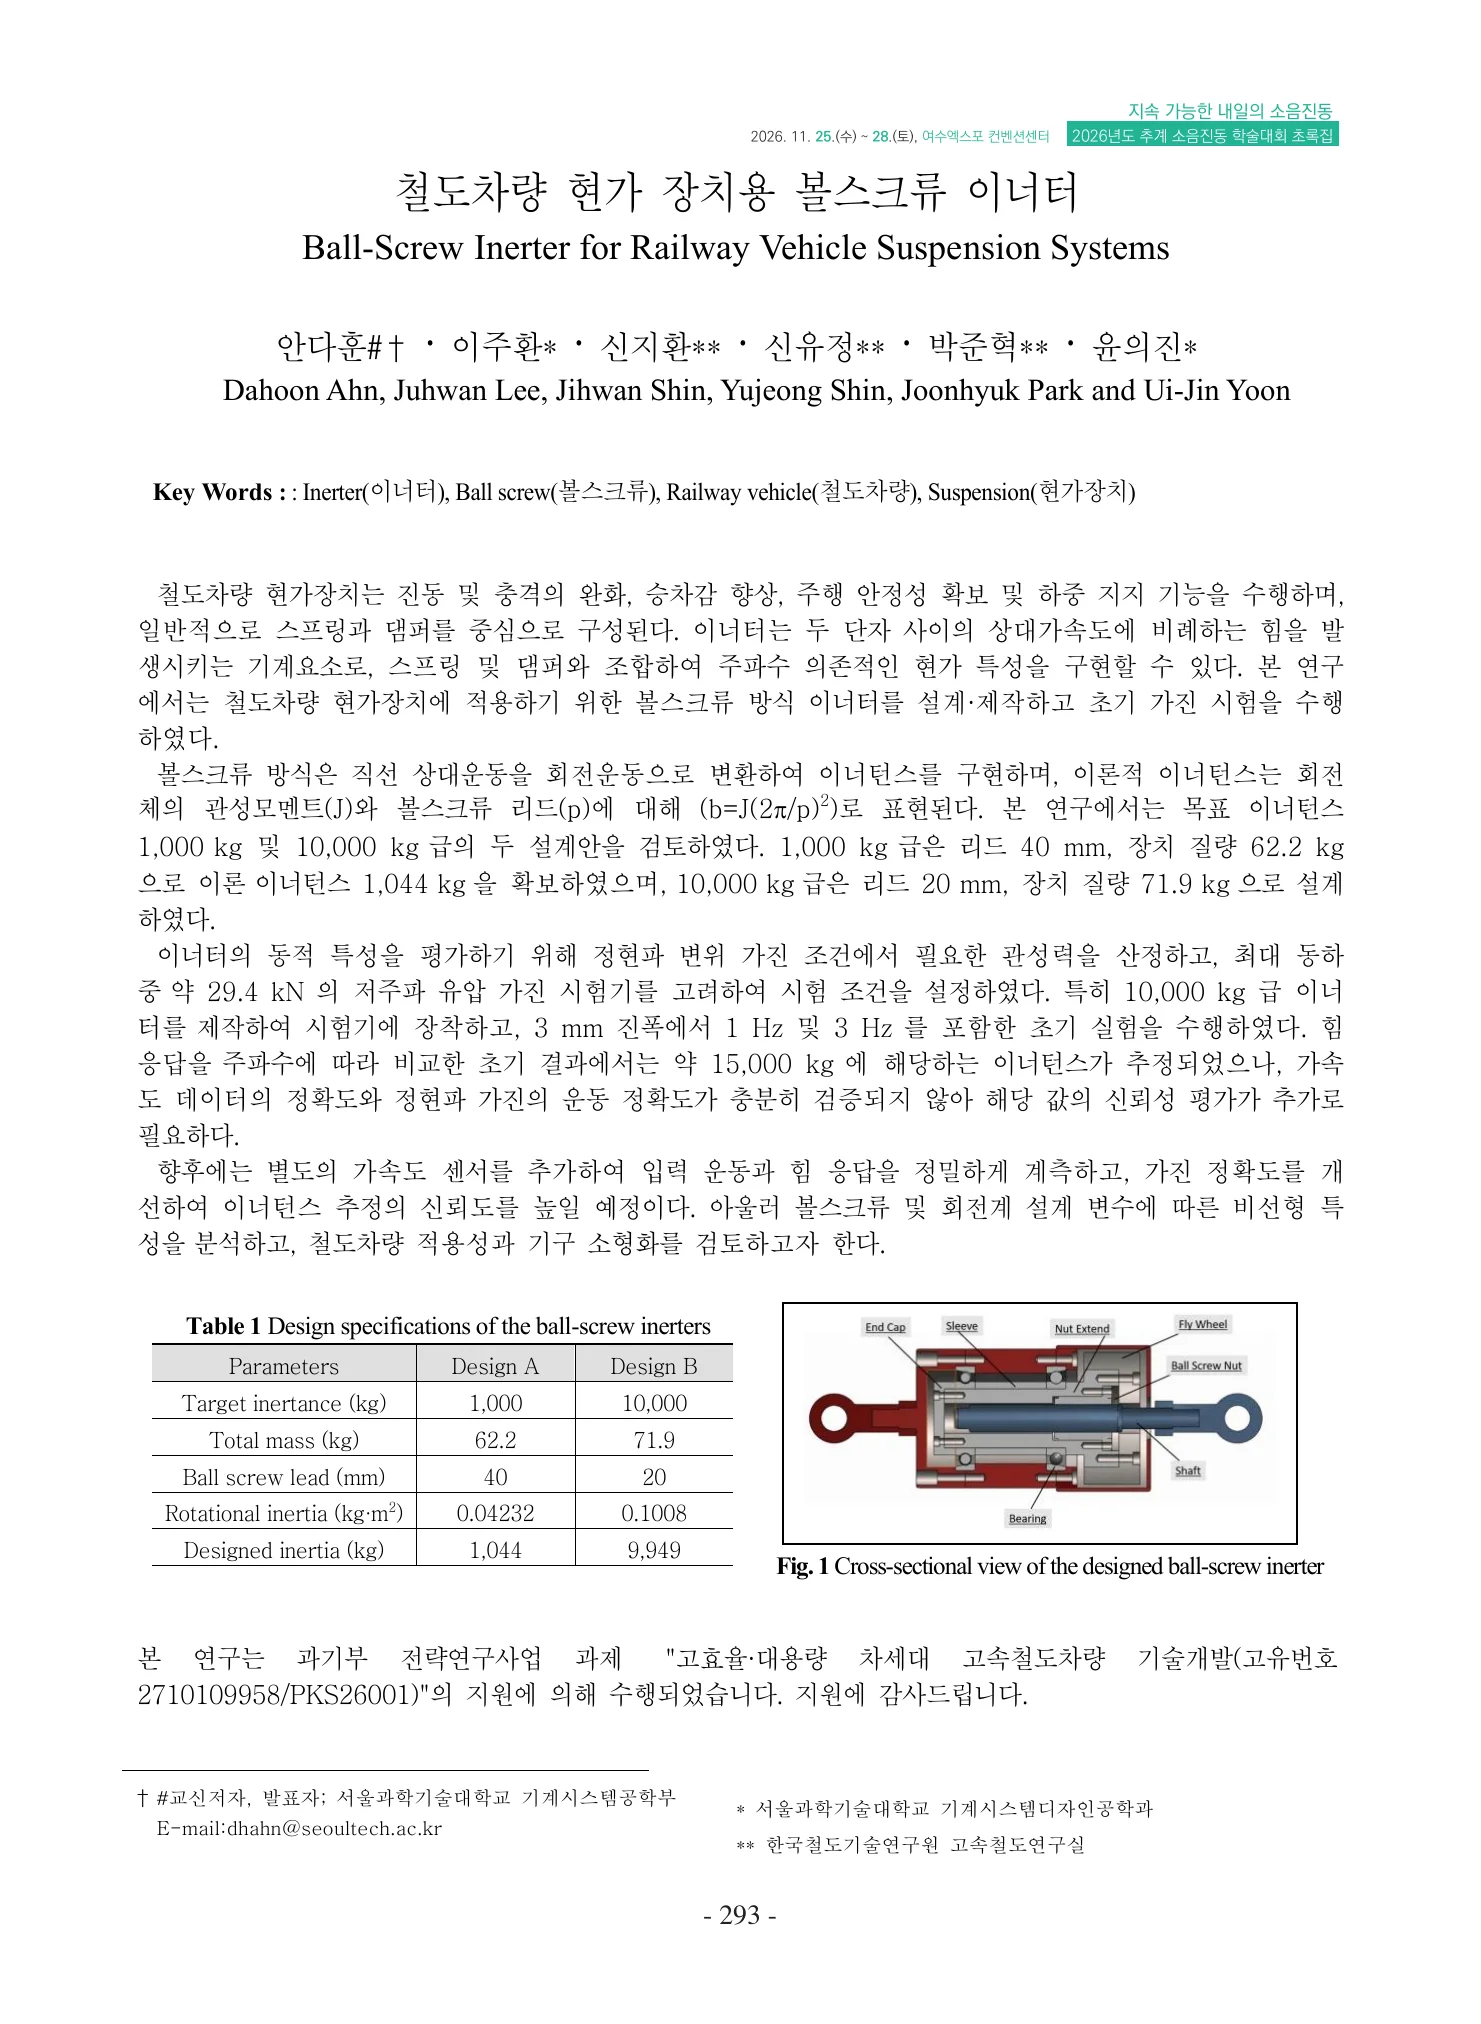 지속 가능한 내일의 소음진동
2026. 11. 25.(수) ~ 28.(토), 여수엑스포 컨벤션센터 2026년도 추계 소음진동 학술대회 초록집
철도차량 현가 장치용 볼스크류 이너터
Ball-Screw Inerter for Railway Vehicle Suspension Systems
안다훈#† · 이주환* · 신지환** · 신유정** · 박준혁** · 윤의진*
Dahoon Ahn, Juhwan Lee, Jihwan Shin, Yujeong Shin, Joonhyuk Park and Ui-Jin Yoon
Key Words : : Inerter(이너터), Ball screw(볼스크류), Railway vehicle(철도차량), Suspension(현가장치)
철도차량 현가장치는 진동 및 충격의 완화, 승차감 향상, 주행 안정성 확보 및 하중 지지 기능을 수행하며,
일반적으로 스프링과 댐퍼를 중심으로 구성된다. 이너터는 두 단자 사이의 상대가속도에 비례하는 힘을 발
생시키는 기계요소로, 스프링 및 댐퍼와 조합하여 주파수 의존적인 현가 특성을 구현할 수 있다. 본 연구
에서는 철도차량 현가장치에 적용하기 위한 볼스크류 방식 이너터를 설계·제작하고 초기 가진 시험을 수행
하였다.
볼스크류 방식은 직선 상대운동을 회전운동으로 변환하여 이너턴스를 구현하며, 이론적 이너턴스는 회전
체의 관성모멘트(J)와 볼스크류 리드(p)에 대해 (b=J(2π/p)²)로 표현된다. 본 연구에서는 목표 이너턴스
1,000 kg 및 10,000 kg 급의 두 설계안을 검토하였다. 1,000 kg 급은 리드 40 mm, 장치 질량 62.2 kg
으로 이론 이너턴스 1,044 kg 을 확보하였으며, 10,000 kg 급은 리드 20 mm, 장치 질량 71.9 kg 으로 설계
하였다.
이너터의 동적 특성을 평가하기 위해 정현파 변위 가진 조건에서 필요한 관성력을 산정하고, 최대 동하
중 약 29.4 kN 의 저주파 유압 가진 시험기를 고려하여 시험 조건을 설정하였다. 특히 10,000 kg 급 이너
터를 제작하여 시험기에 장착하고, 3 mm 진폭에서 1 Hz 및 3 Hz 를 포함한 초기 실험을 수행하였다. 힘
응답을 주파수에 따라 비교한 초기 결과에서는 약 15,000 kg 에 해당하는 이너턴스가 추정되었으나, 가속
도 데이터의 정확도와 정현파 가진의 운동 정확도가 충분히 검증되지 않아 해당 값의 신뢰성 평가가 추가로
필요하다.
향후에는 별도의 가속도 센서를 추가하여 입력 운동과 힘 응답을 정밀하게 계측하고, 가진 정확도를 개
선하여 이너턴스 추정의 신뢰도를 높일 예정이다. 아울러 볼스크류 및 회전계 설계 변수에 따른 비선형 특
성을 분석하고, 철도차량 적용성과 기구 소형화를 검토하고자 한다.
Table 1 Design specifications of the ball-screw inerters
Parameters Design A Design B
Target inertance (kg) 1,000 10,000
Total mass (kg) 62.2 71.9
Ball screw lead (mm) 40 20
Rotational inertia (kg·m²) 0.04232 0.1008
Designed inertia (kg) 1,044 9,949
End Cap
Sleeve
Nut Extend
Fly Wheel
Ball Screw Nut
Shaft
Bearing
Fig. 1 Cross-sectional view of the designed ball-screw inerter
본 연구는 과기부 전략연구사업 과제 "고효율·대용량 차세대 고속철도차량 기술개발(고유번호
2710109958/PKS26001)"의 지원에 의해 수행되었습니다. 지원에 감사드립니다.
† #교신저자, 발표자; 서울과학기술대학교 기계시스템공학부
E-mail:dhahn@seoultech.ac.kr
* 서울과학기술대학교 기계시스템디자인공학과
** 한국철도기술연구원 고속철도연구실
- 293 -